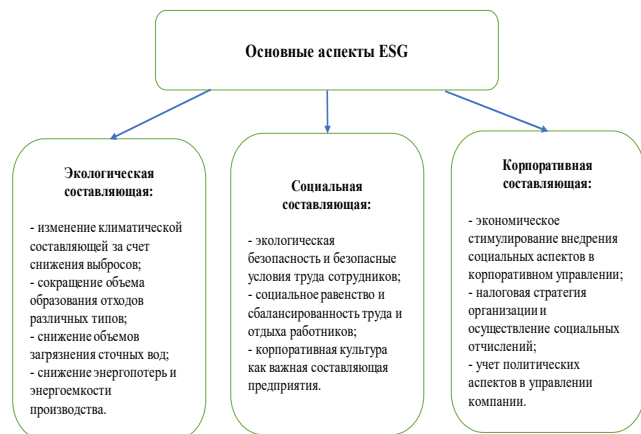 Основные аспекты ESG
Экологическая
составляющая:
- изменение климатической
составляющей за счет
снижения выбросов;
- сокращение объема
образования отходов
различных типов;
- снижение объемов
загрязнения сточных вод;
- снижение энергопотерь и
энергоемкости
производства.
Социальная
составляющая:
- экологическая
безопасность и безопасные
условия труда сотрудников;
- социальное равенство и
сбалансированность труда и
отдыха работников;
- корпоративная культура
как важная составляющая
предприятия.
Корпоративная
составляющая:
- экономическое
стимулирование внедрения
социальных аспектов в
корпоративном управлении;
- налоговая стратегия
организации и
осуществление социальных
отчислений;
- учет политических
аспектов в управлении
компании.